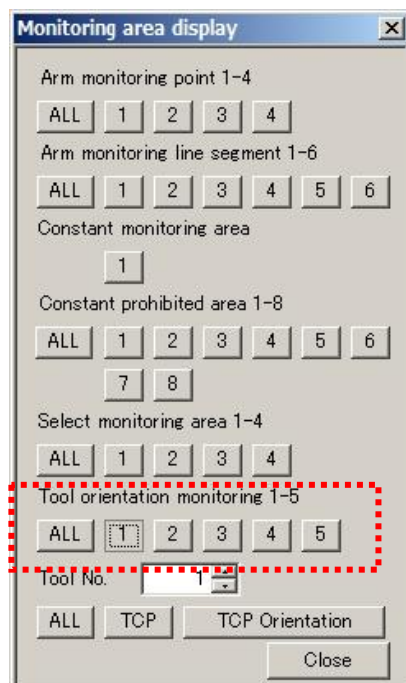 Monitoring area display
Arm monitoring point 1-4
ALL 1 2 3 4
Arm monitoring line segment 1-6
ALL 1 2 3 4 5 6
Constant monitoring area
1
Constant prohibited area 1-8
ALL 1 2 3 4 5 6
7 8
Select monitoring area 1-4
ALL 1 2 3 4
Tool orientation monitoring 1-5
ALL 1 2 3 4 5
Tool No. 1
ALL TCP TCP Orientation
Close